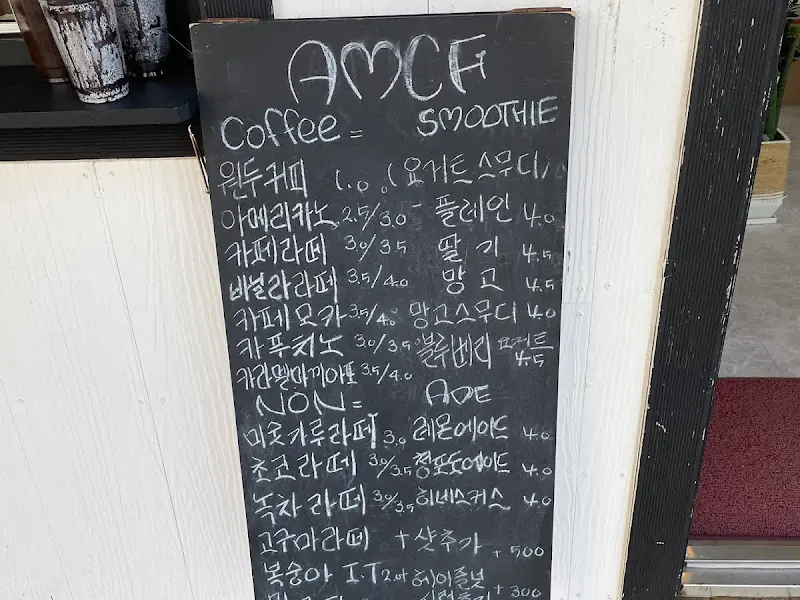 AMCF
Coffee =
원두커피
아메리카노 2.5/3.0
카페라떼 3.0/3.5
바닐라라떼 3.5/4.0
카페모카 3.5/4.0
카푸치노 3.0/3.5
카라멜마끼아또 3.5/4.0
NON =
미숫가루라떼 3.0
초코라떼 3.0/3.5
녹차라떼 3.0/3.5
고구마라떼
복숭아 I.T
SMOOTHIE
요거트스무디
플레인 4.0
딸기 4.5
망고 4.5
망고스무디 4.0
블루베리 요거트 4.5
ADE
레몬에이드 4.0
청포도에이드 4.0
히비스커스 4.0
+ 샷추가 + 500
+ 300